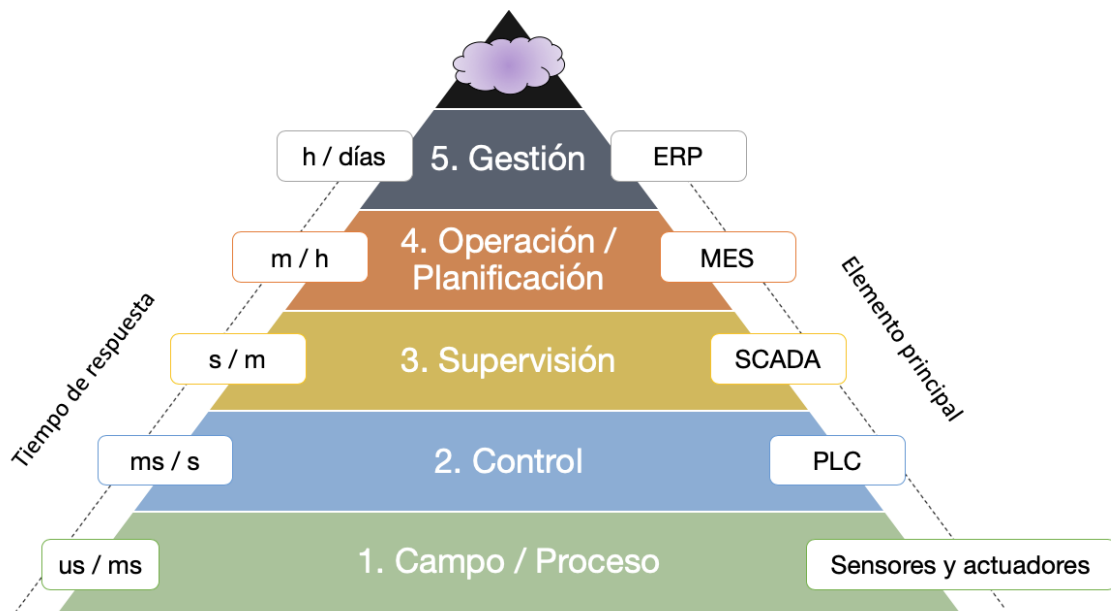 h / días
5. Gestión
ERP
m / h
4. Operación /
Planificación
MES
s / m
3. Supervisión
SCADA
ms / s
2. Control
PLC
us / ms
1. Campo / Proceso
Sensores y actuadores
Tiempo de respuesta
Elemento principal